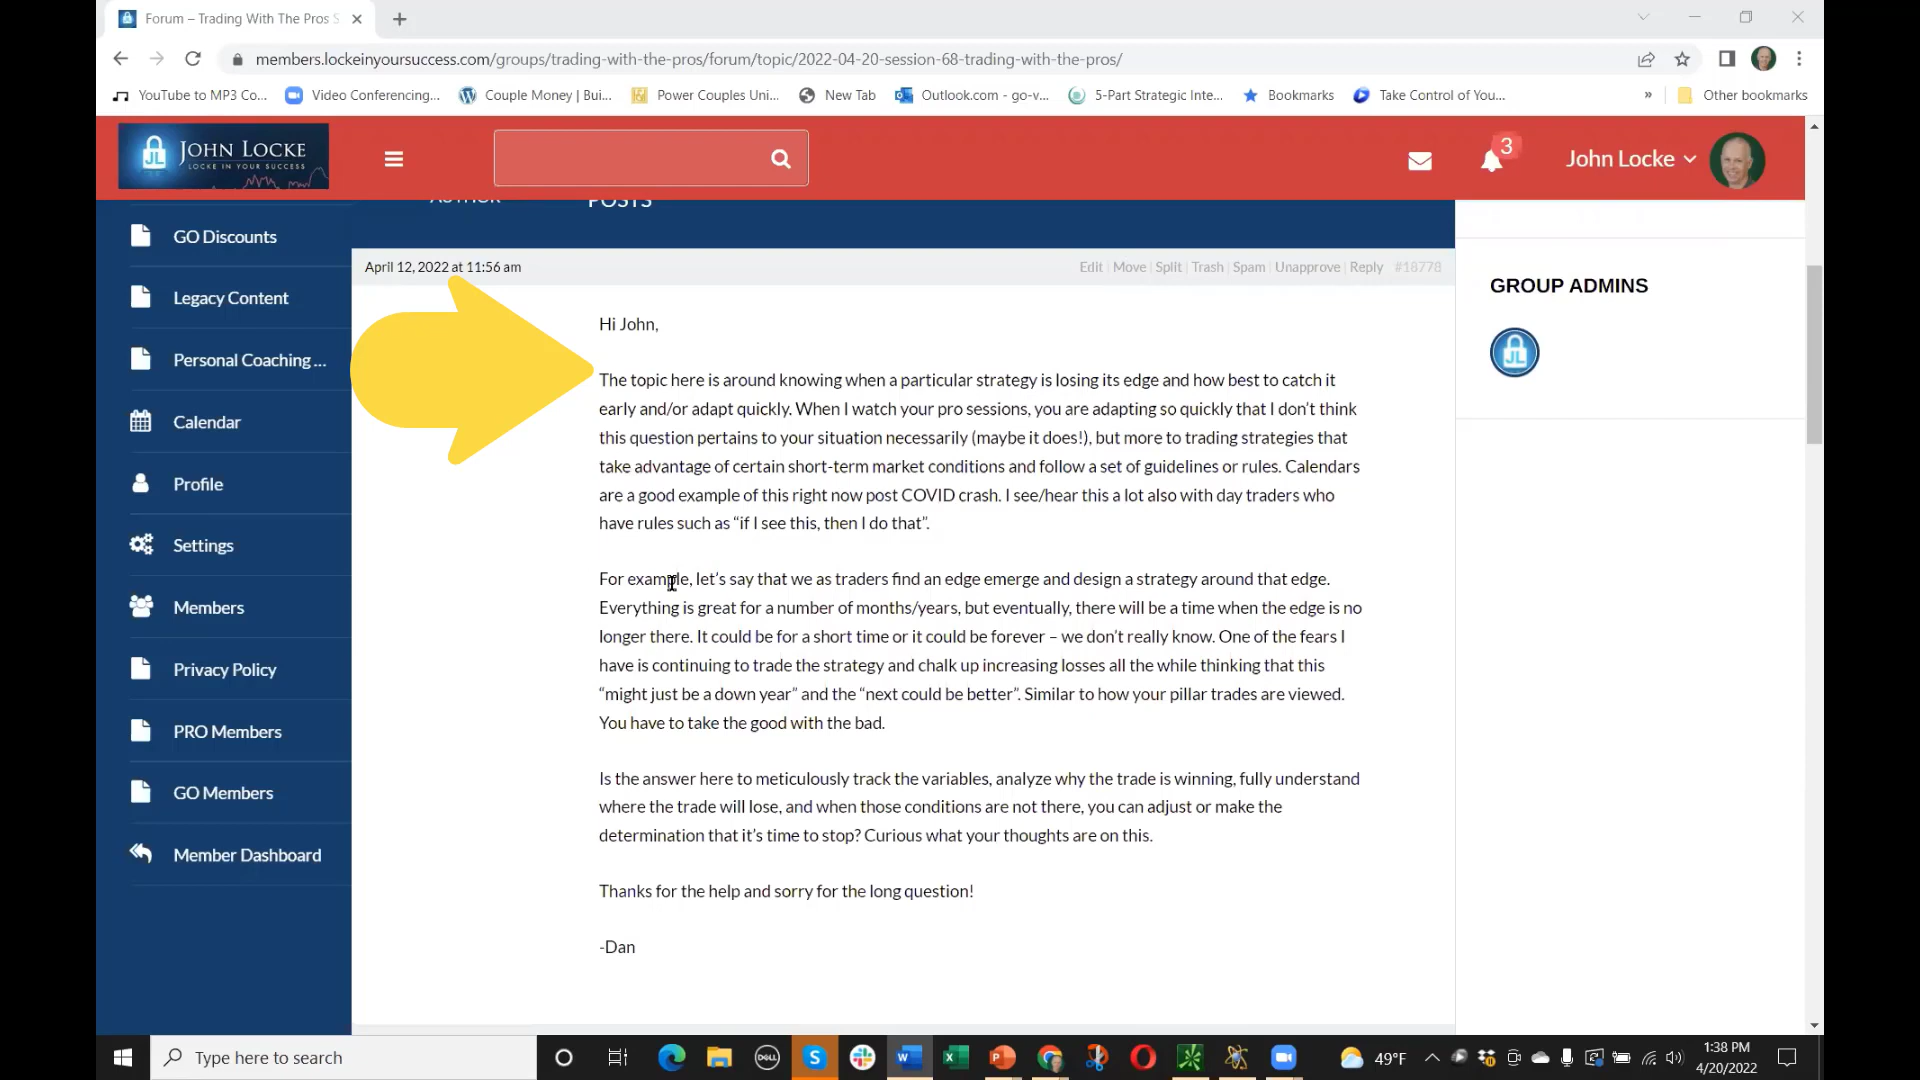 Forum – Trading With The Pros S
members.lockeinyoursuccess.com/groups/trading-with-the-pros/forum/topic/2022-04-20-session-68-trading-with-the-pros/
YouTube to MP3 Co...
Video Conferencing...
Couple Money | Bui...
Power Couples Uni...
New Tab
Outlook.com - go-v...
5-Part Strategic Inte...
Bookmarks
Take Control of You...
»
Other bookmarks
JL
JOHN LOCKE
LOCKE IN YOUR SUCCESS
3
John Locke
AUTHOR
POSTS
GO Discounts
Legacy Content
Personal Coaching ...
Calendar
Profile
Settings
Members
Privacy Policy
PRO Members
GO Members
Member Dashboard
April 12, 2022 at 11:56 am
Edit | Move | Split | Trash | Spam | Unapprove | Reply #18778
Hi John,
The topic here is around knowing when a particular strategy is losing its edge and how best to catch it
early and/or adapt quickly. When I watch your pro sessions, you are adapting so quickly that I don’t think
this question pertains to your situation necessarily (maybe it does!), but more to trading strategies that
take advantage of certain short-term market conditions and follow a set of guidelines or rules. Calendars
are a good example of this right now post COVID crash. I see/hear this a lot also with day traders who
have rules such as “if I see this, then I do that”.
For example, let’s say that we as traders find an edge emerge and design a strategy around that edge.
Everything is great for a number of months/years, but eventually, there will be a time when the edge is no
longer there. It could be for a short time or it could be forever – we don’t really know. One of the fears I
have is continuing to trade the strategy and chalk up increasing losses all the while thinking that this
“might just be a down year” and the “next could be better”. Similar to how your pillar trades are viewed.
You have to take the good with the bad.
Is the answer here to meticulously track the variables, analyze why the trade is winning, fully understand
where the trade will lose, and when those conditions are not there, you can adjust or make the
determination that it’s time to stop? Curious what your thoughts are on this.
Thanks for the help and sorry for the long question!
-Dan
GROUP ADMINS
JL
Type here to search
DELL
49°F
1:38 PM
4/20/2022